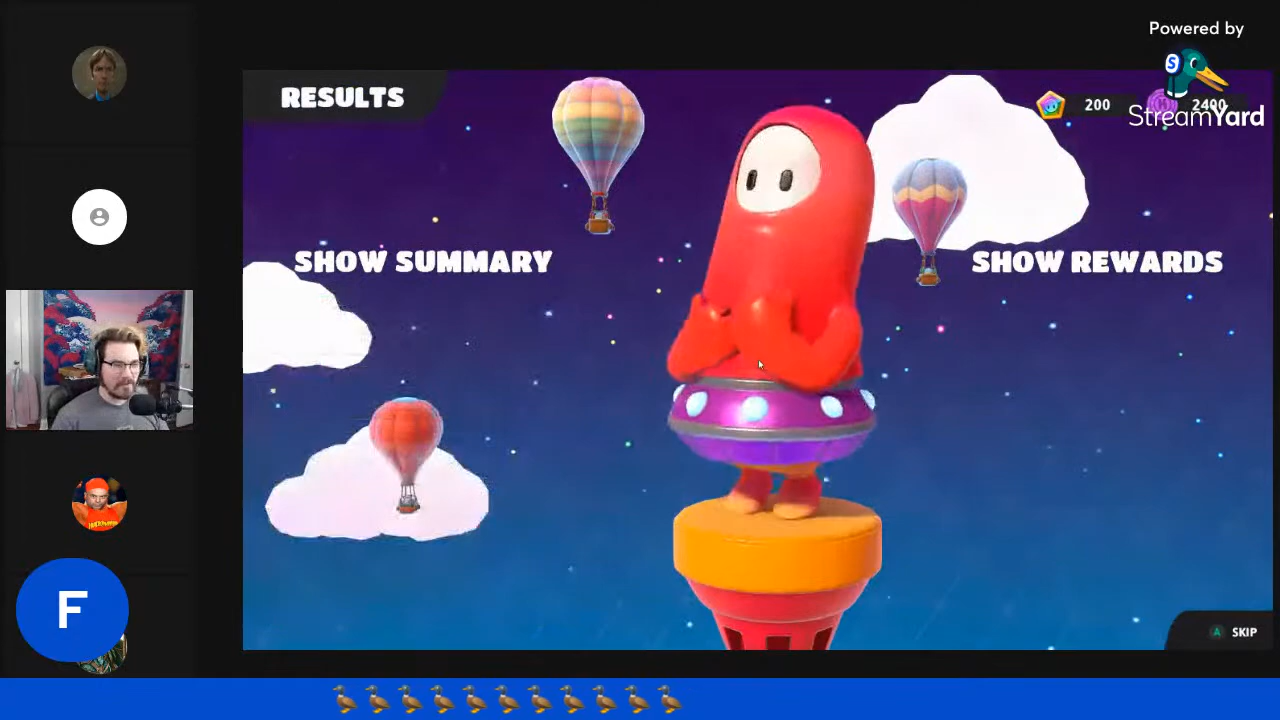 Powered by
S
StreamYard
RESULTS
200
2400
SHOW SUMMARY
SHOW REWARDS
F
A SKIP